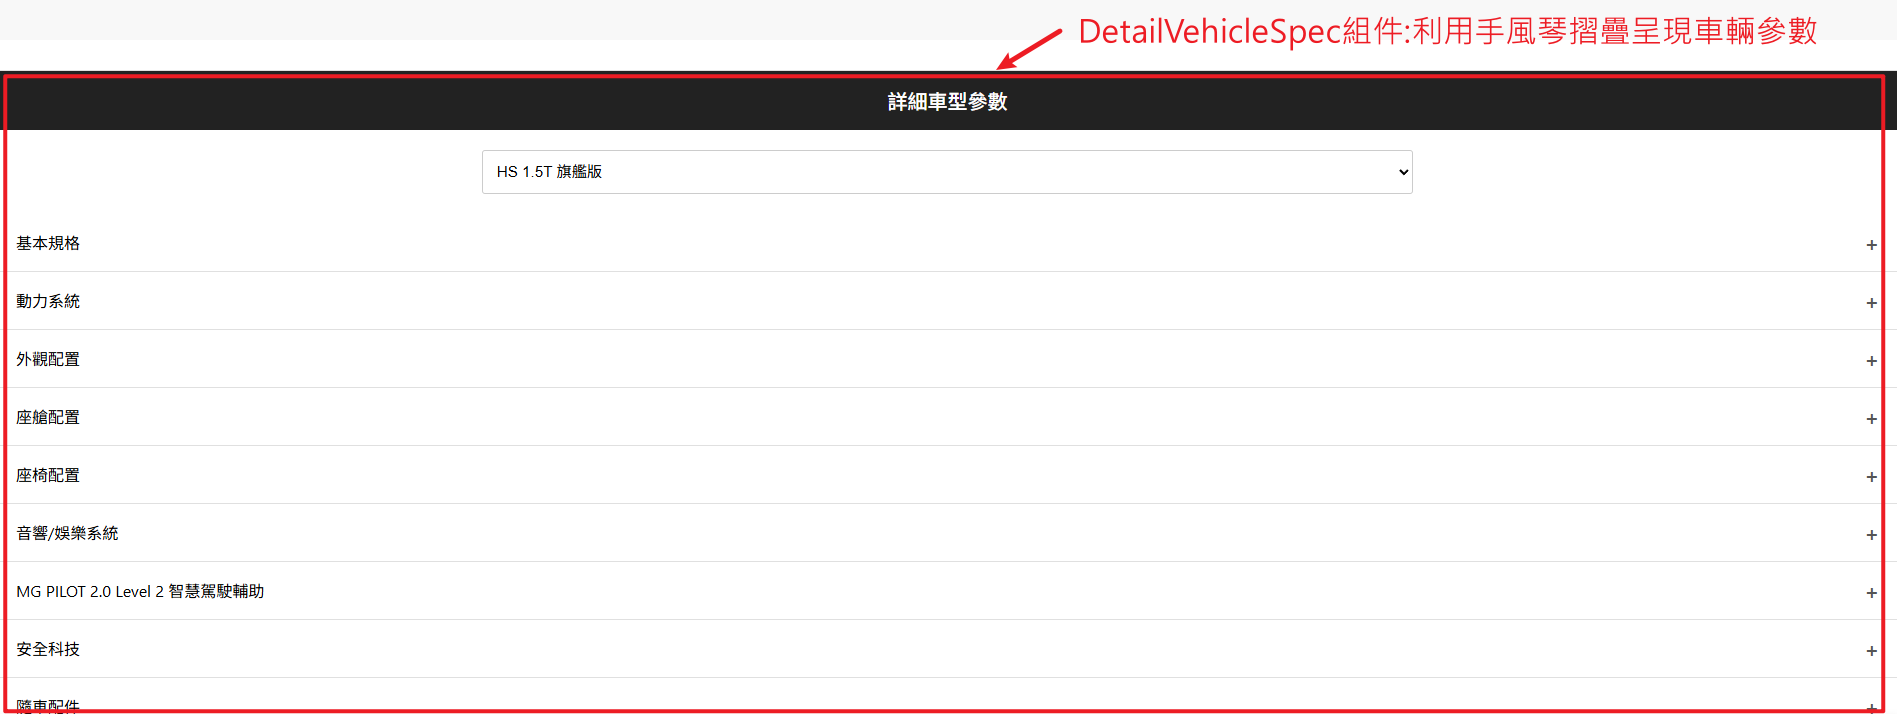 DetailVehicleSpec組件:利用手風琴摺疊呈現車輛參數
詳細車型參數
HS 1.5T 旗艦版
基本規格 +
動力系統 +
外觀配置 +
座艙配置 +
座椅配置 +
音響/娛樂系統 +
MG PILOT 2.0 Level 2 智慧駕駛輔助 +
安全科技 +
隨車配件 +